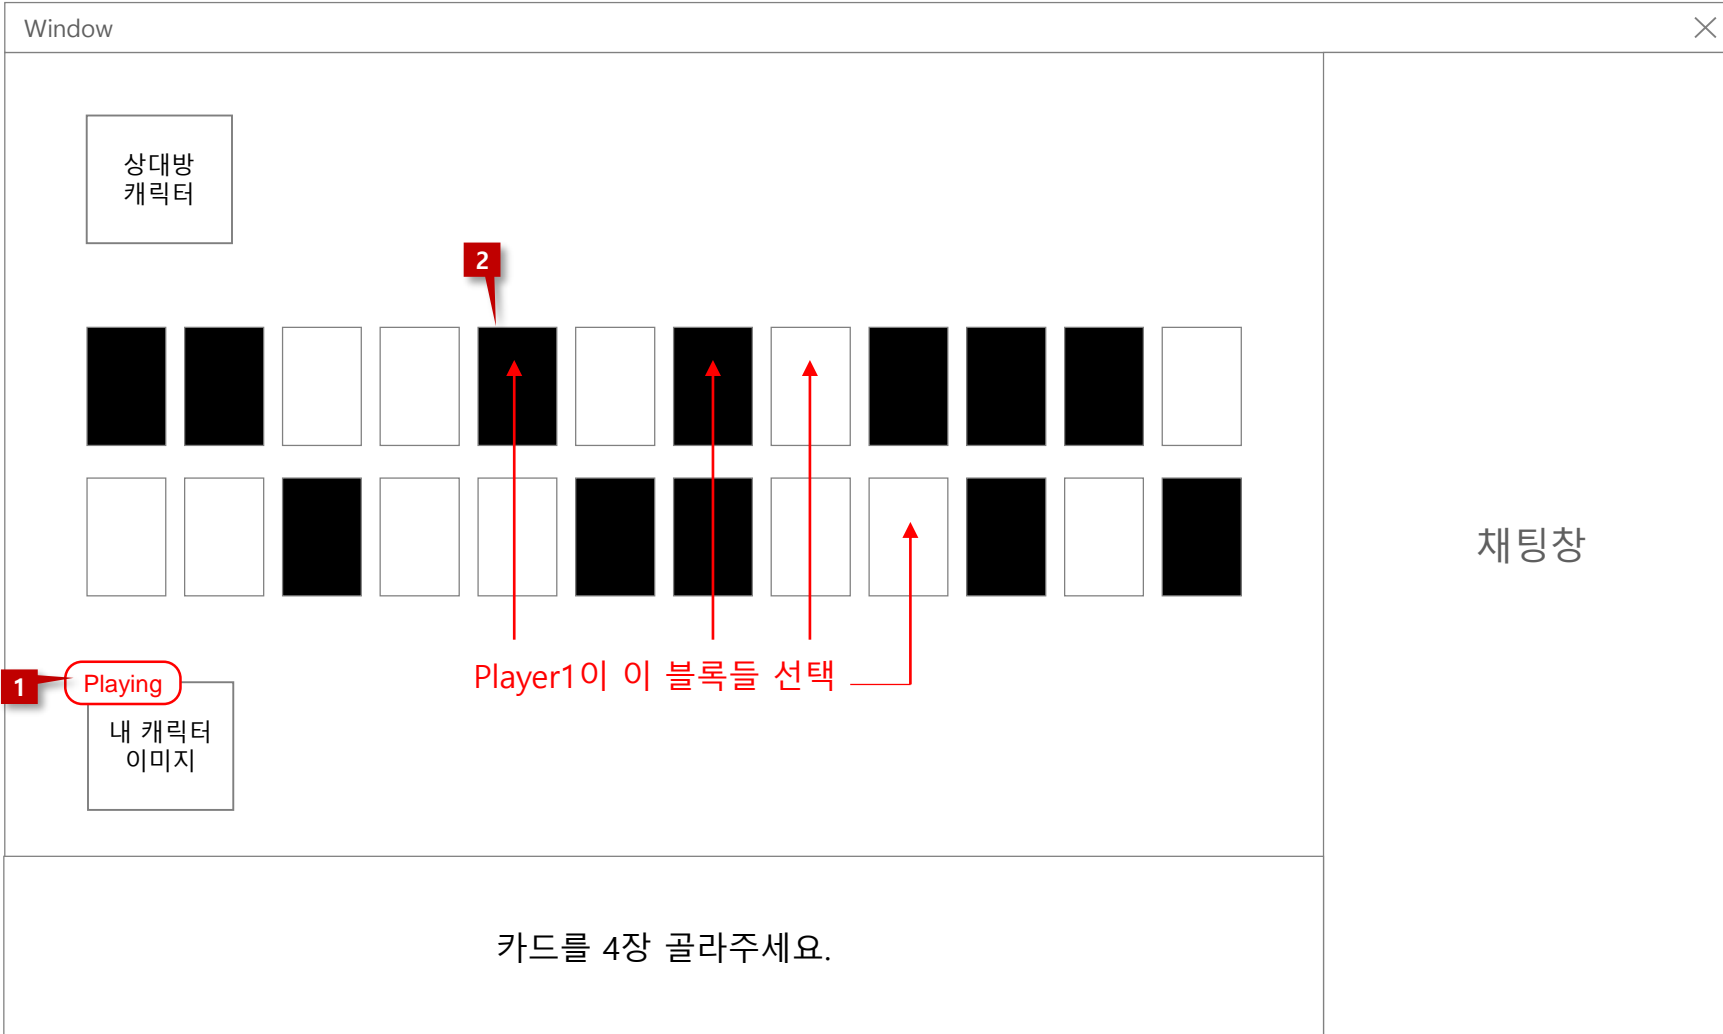 Window
상대방
캐릭터
2
Player1이 이 블록들 선택
1
Playing
내 캐릭터
이미지
채팅창
카드를 4장 골라주세요.